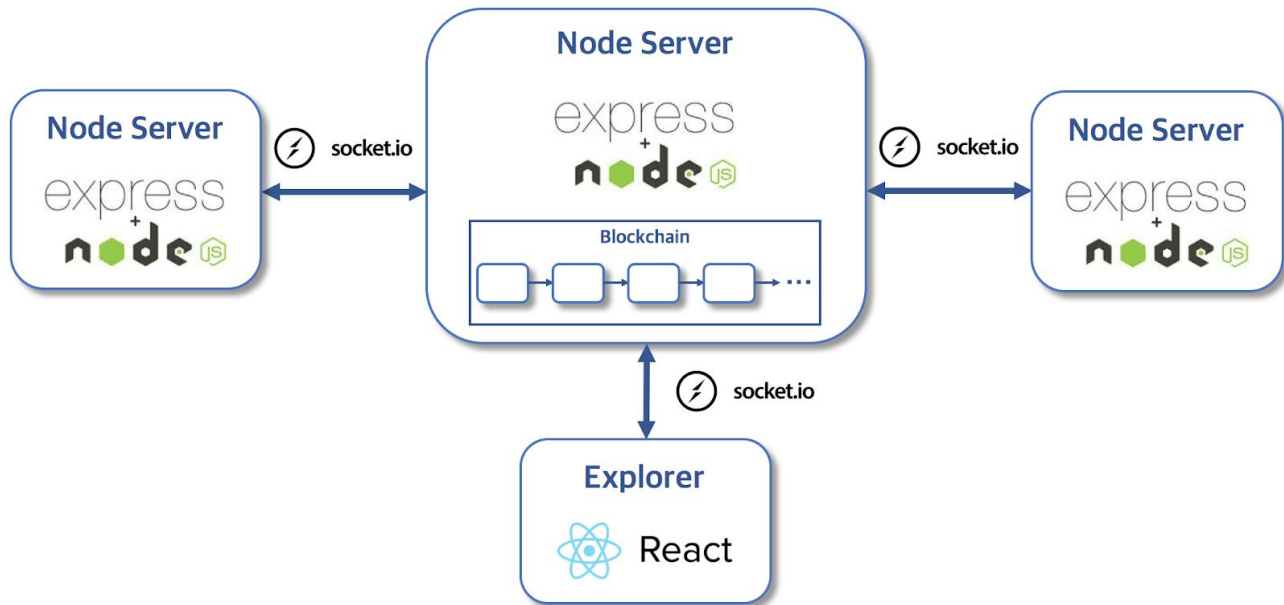 Node Server
express
+
node JS
Blockchain
...
Node Server
express
+
node JS
socket.io
socket.io
Node Server
express
+
node JS
socket.io
Explorer
React